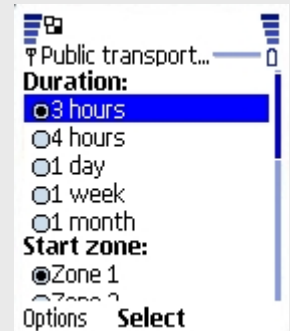 Public transport...
Duration:
3 hours
4 hours
1 day
1 week
1 month
Start zone:
Zone 1
Options Select